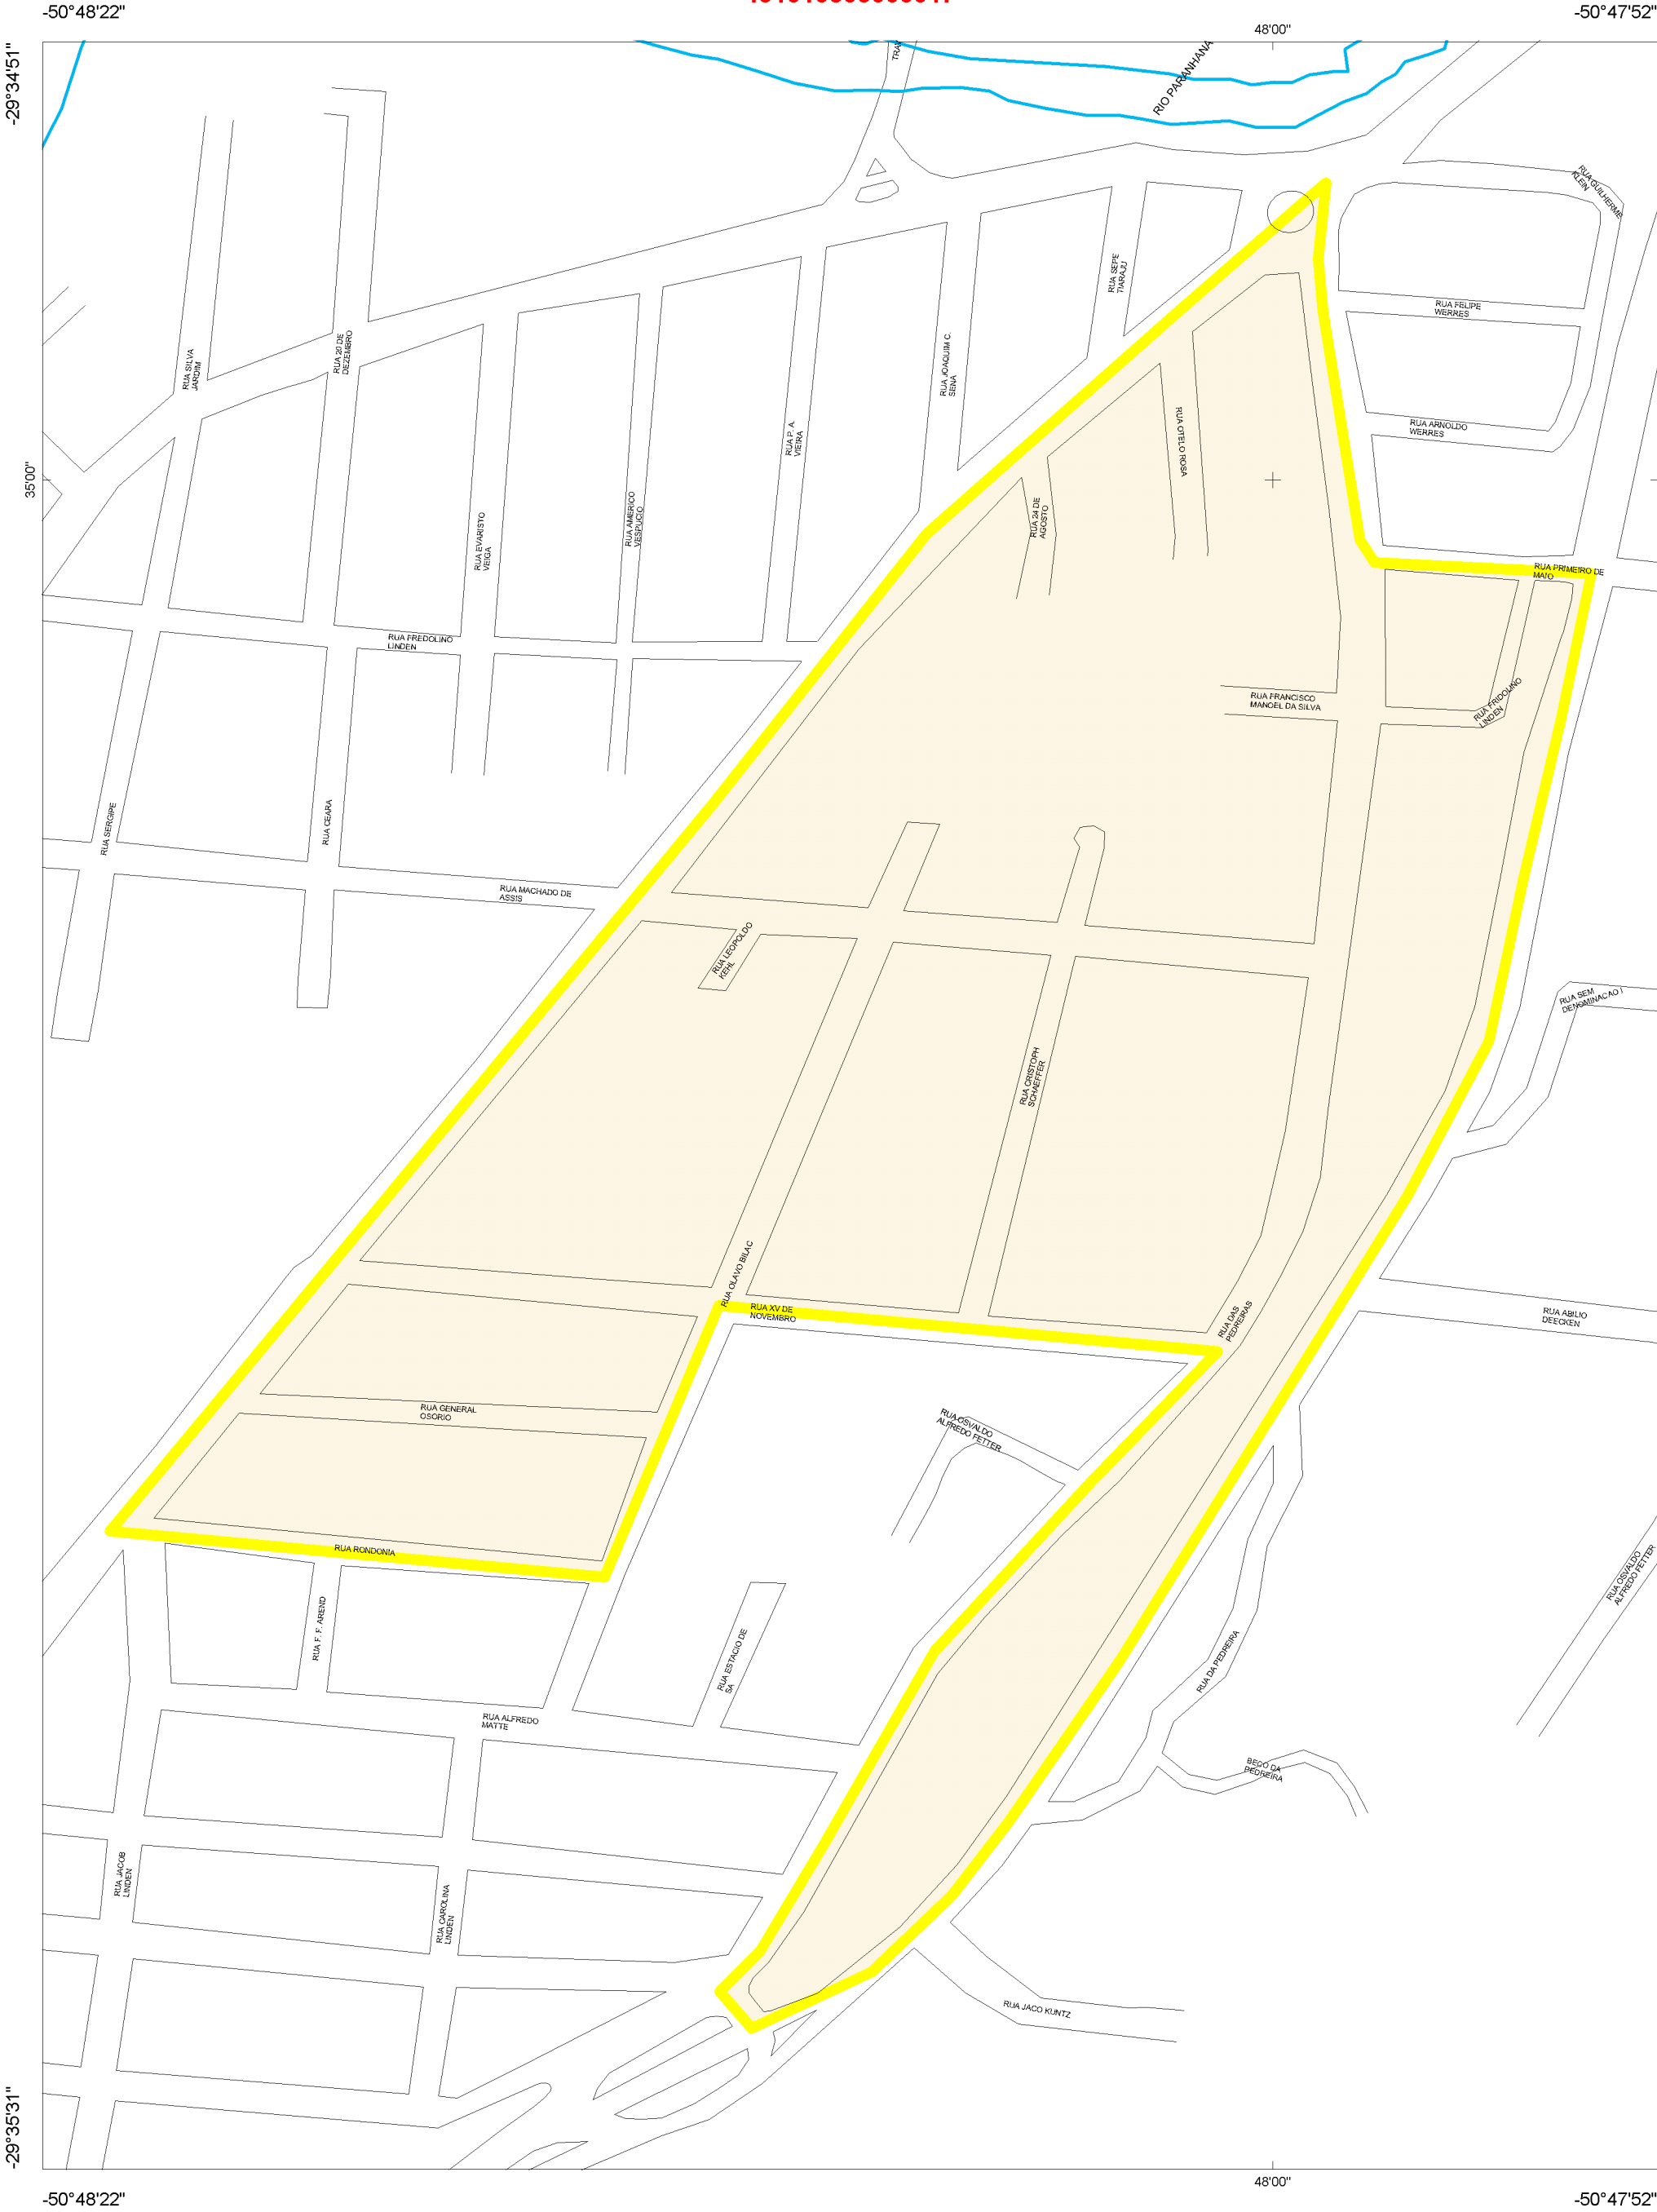 -50°48'22"
-50°47'52"
48'00"
-29°34'51"
RIO PARANHANA
RUA GUILHERME
KLEIN
RUA SEPE
TIARAJU
RUA FELIPE
WERRES
RUA 20 DE
DEZEMBRO
RUA SILVA
JARDIM
RUA JOAQUIM C.
SENA
RUA P. A.
VIEIRA
RUA OTELO ROSA
RUA ARNOLDO
WERRES
35'00"
RUA EVARISTO
VEIGA
RUA AMERICO
VESPUCIO
RUA 24 DE
AGOSTO
RUA PRIMEIRO DE
MAIO
RUA FREDOLINO
LINDEN
RUA FRANCISCO
MANOEL DA SILVA
RUA FRIDOLINO
LINDEN
RUA SERGIPE
RUA CEARA
RUA MACHADO DE
ASSIS
RUA LEOPOLDO
KEHL
RUA SEM
DENOMINACAO I
RUA CRISTOPH
SCHAEFFER
RUA OLAVO BILAC
RUA XV DE
NOVEMBRO
RUA DAS
PEDREIRAS
RUA ABILIO
DEECKEN
RUA GENERAL
OSORIO
RUA OSVALDO
ALFREDO FETTER
RUA RONDONIA
RUA OSVALDO
ALFREDO FETTER
RUA F. F. AREND
RUA ESTACIO DE
SA
RUA DA PEDREIRA
RUA ALFREDO
MATTE
BECO DA
PEDREIRA
RUA JACOB
LINDEN
RUA CAROLINA
LINDEN
RUA JACO KUNTZ
-29°35'31"
48'00"
-50°48'22"
-50°47'52"